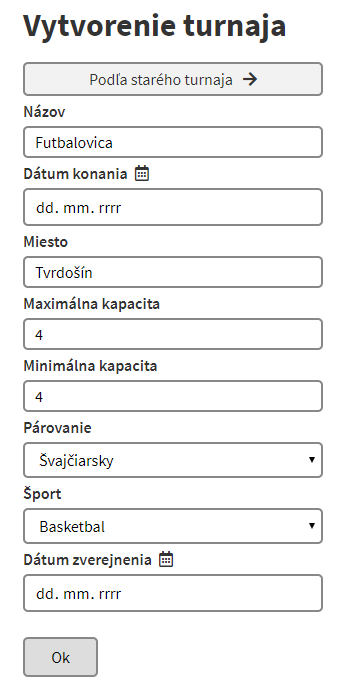 Vytvorenie turnaja
Podľa starého turnaja
Názov
Futbalovica
Dátum konania
dd. mm. rrrr
Miesto
Tvrdošín
Maximálna kapacita
4
Minimálna kapacita
4
Párovanie
Švajčiarsky
Šport
Basketbal
Dátum zverejnenia
dd. mm. rrrr
Ok